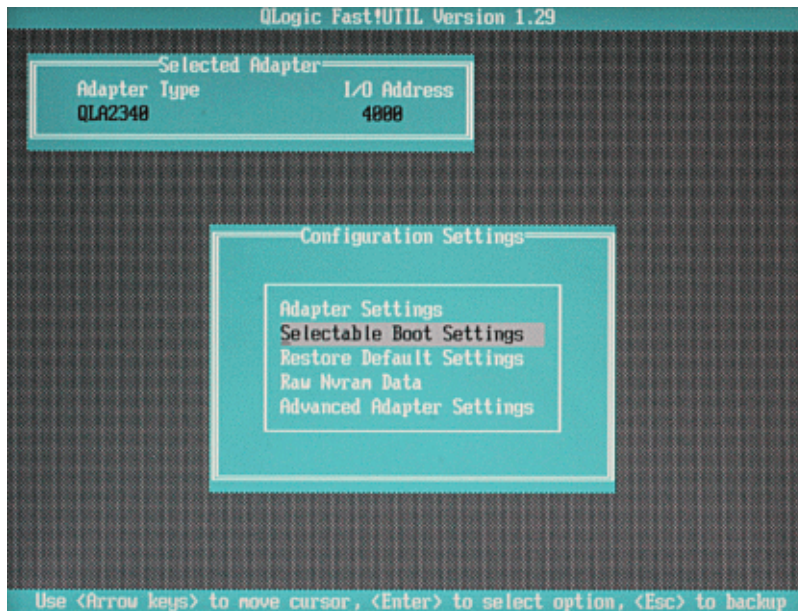 QLogic Fast!UTIL Version 1.29
Selected Adapter
Adapter Type I/O Address
QLA2340 4000
Configuration Settings
Adapter Settings
Selectable Boot Settings
Restore Default Settings
Raw Nvram Data
Advanced Adapter Settings
Use <Arrow keys> to move cursor, <Enter> to select option, <Esc> to backup